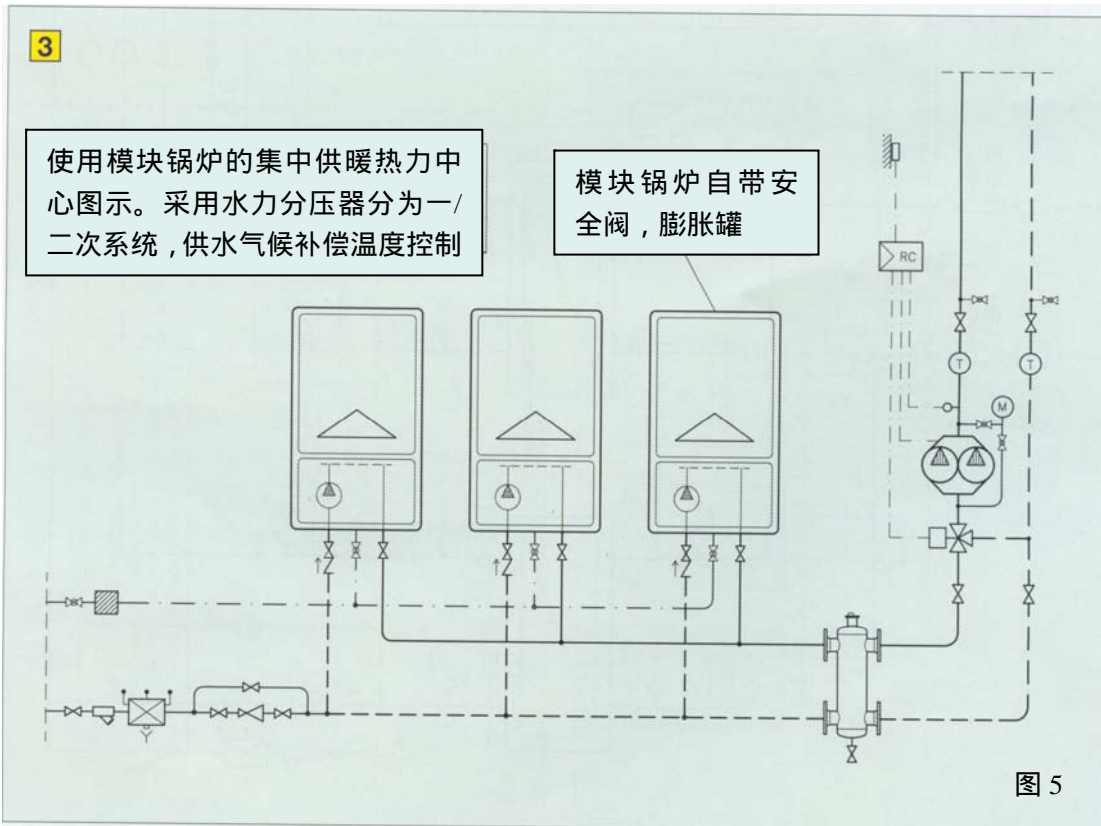 3
使用模块锅炉的集中供暖热力中
心图示。采用水力分压器分为一/
二次系统,供水气候补偿温度控制
模块锅炉自带安
全阀,膨胀罐
RC
T
T
M
图 5